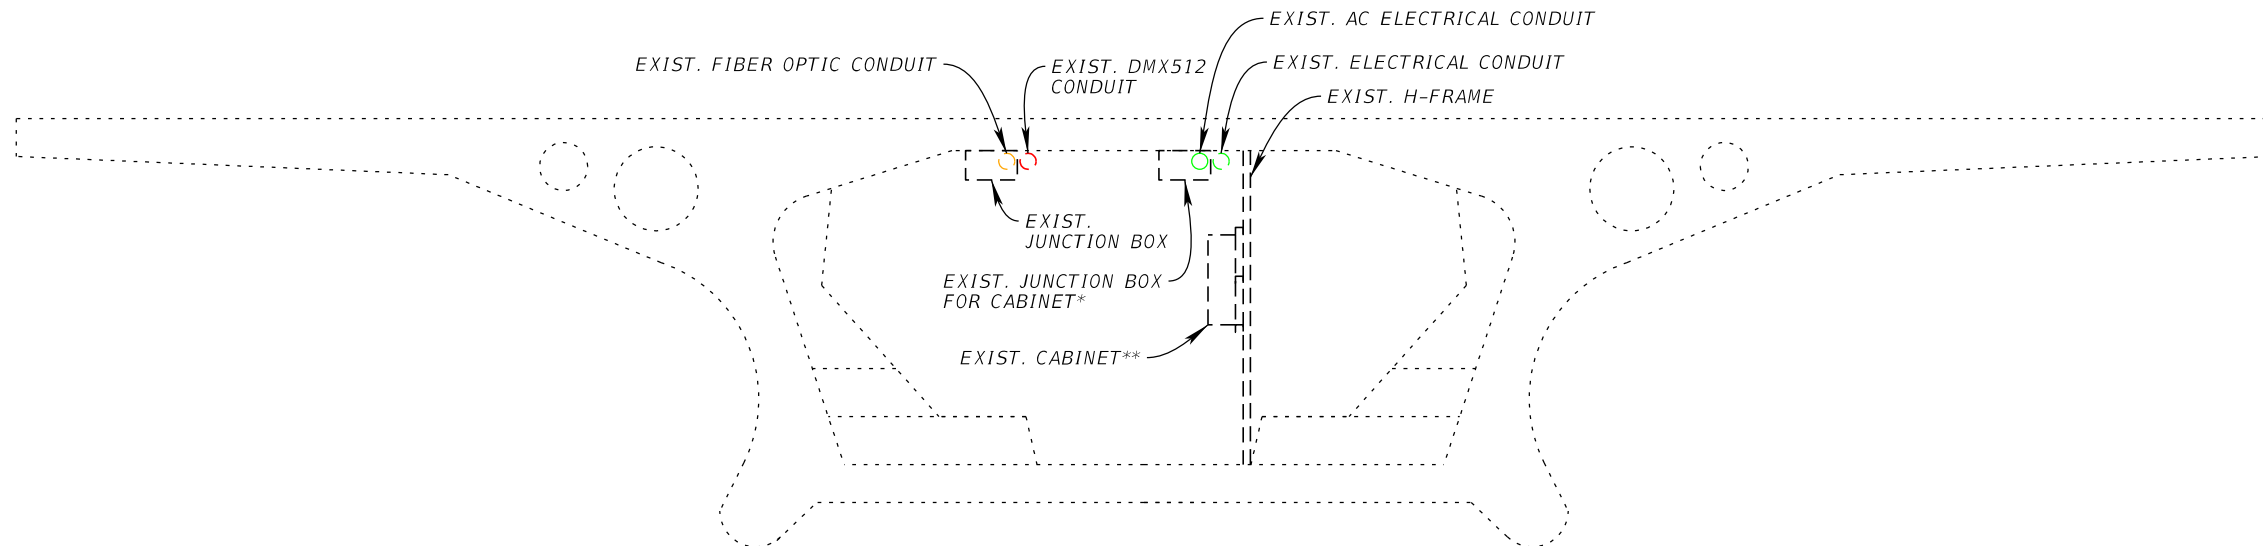 EXIST. AC ELECTRICAL CONDUIT
EXIST. FIBER OPTIC CONDUIT
EXIST. DMX512
CONDUIT
EXIST. ELECTRICAL CONDUIT
EXIST. H-FRAME
EXIST.
JUNCTION BOX
EXIST. JUNCTION BOX
FOR CABINET*
EXIST. CABINET**